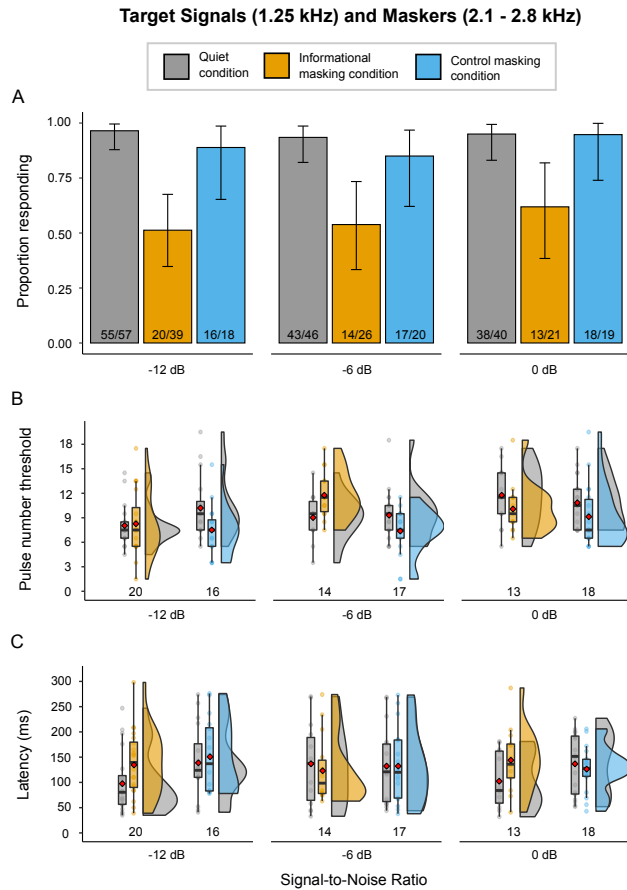 Target Signals (1.25 kHz) and Maskers (2.1 - 2.8 kHz)
Quiet condition
Informational masking condition
Control masking condition
A
Proportion responding
1.00
0.75
0.50
0.25
0.00
55/57 20/39 16/18 43/46 14/26 17/20 38/40 13/21 18/19
-12 dB -6 dB 0 dB
B
Pulse number threshold
18
15
12
9
6
3
0
20 16 14 17 13 18
-12 dB -6 dB 0 dB
C
Latency (ms)
300
250
200
150
100
50
0
20 16 14 17 13 18
-12 dB -6 dB 0 dB
Signal-to-Noise Ratio